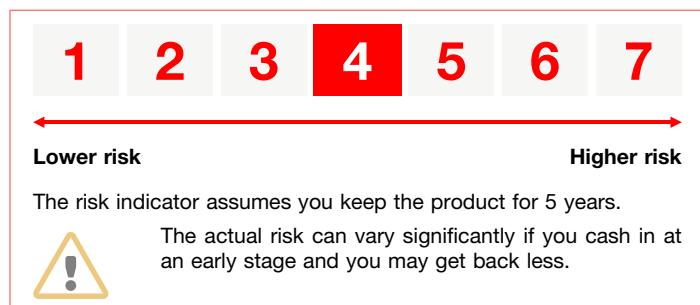 1 2 3 4 5 6 7
Lower risk Higher risk
The risk indicator assumes you keep the product for 5 years.
The actual risk can vary significantly if you cash in at
an early stage and you may get back less.